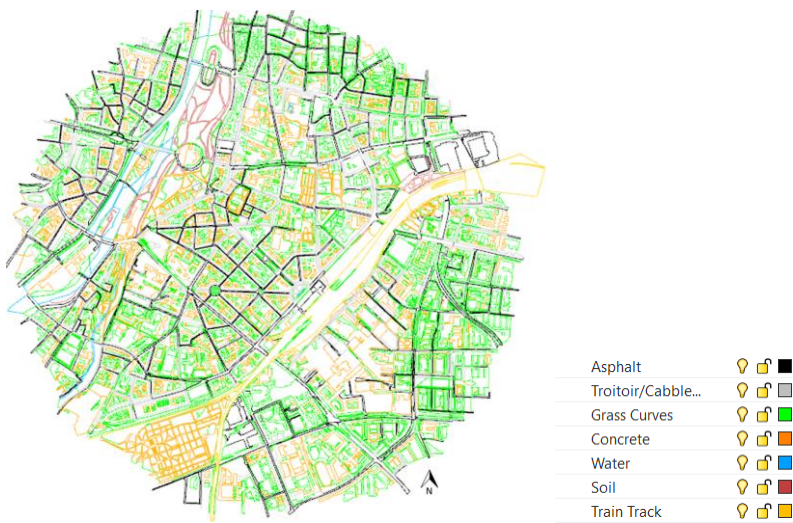 Asphalt
Troitoir/Cabble...
Grass Curves
Concrete
Water
Soil
Train Track
N